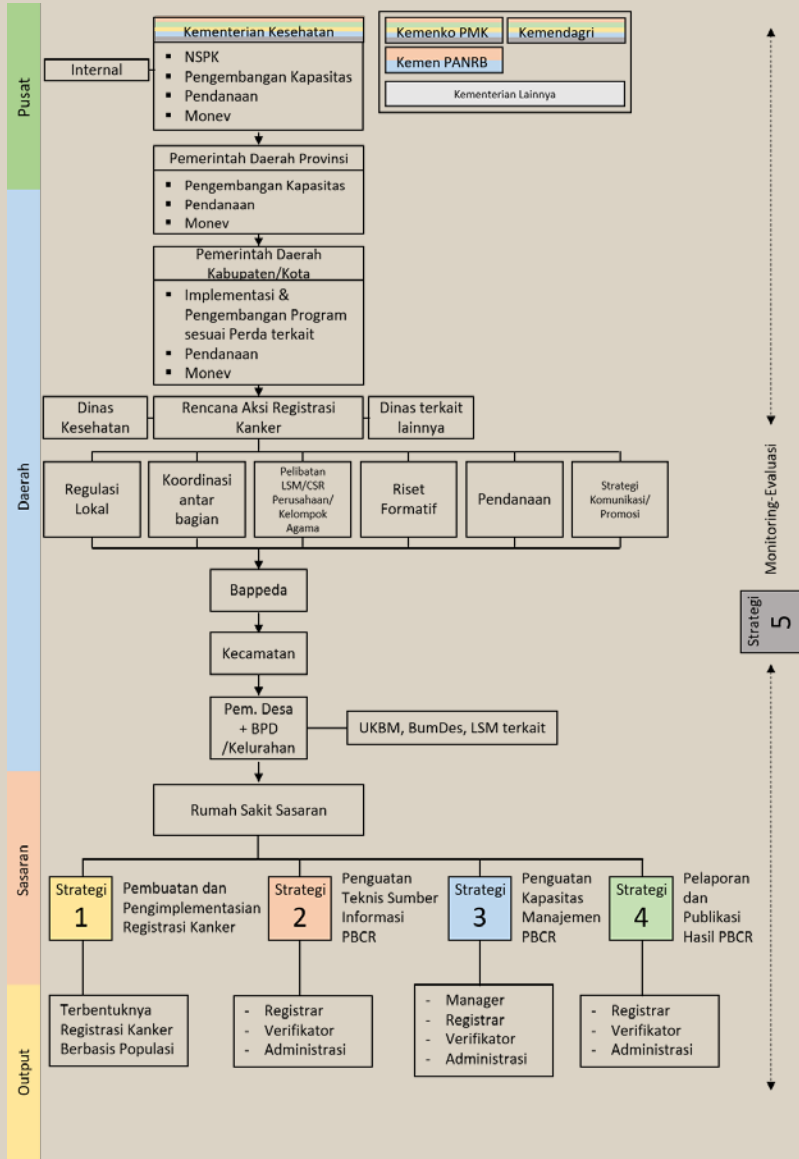 Pusat
Kementerian Kesehatan
▪ NSPK
▪ Pengembangan Kapasitas
▪ Pendanaan
▪ Monev
Internal
Kemenko PMK
Kemendagri
Kemen PANRB
Kementerian Lainnya
Pemerintah Daerah Provinsi
▪ Pengembangan Kapasitas
▪ Pendanaan
▪ Monev
Daerah
Pemerintah Daerah
Kabupaten/Kota
▪ Implementasi &
Pengembangan Program
sesuai Perda terkait
▪ Pendanaan
▪ Monev
Dinas
Kesehatan
Rencana Aksi Registrasi
Kanker
Dinas terkait
lainnya
Regulasi
Lokal
Koordinasi
antar
bagian
Pelibatan
LSM/CSR
Perusahaan/
Kelompok
Agama
Riset
Formatif
Pendanaan
Strategi
Komunikasi/
Promosi
Bappeda
Kecamatan
Pem. Desa
+ BPD
/Kelurahan
UKBM, BumDes, LSM terkait
Monitoring-Evaluasi
Strategi
5
Sasaran
Rumah Sakit Sasaran
Strategi
1
Pembuatan dan
Pengimplementasian
Registrasi Kanker
Strategi
2
Penguatan
Teknis Sumber
Informasi
PBCR
Strategi
3
Penguatan
Kapasitas
Manajemen
PBCR
Strategi
4
Pelaporan
dan
Publikasi
Hasil PBCR
Output
Terbentuknya
Registrasi Kanker
Berbasis Populasi
- Registrar
- Verifikator
- Administrasi
- Manager
- Registrar
- Verifikator
- Administrasi
- Registrar
- Verifikator
- Administrasi